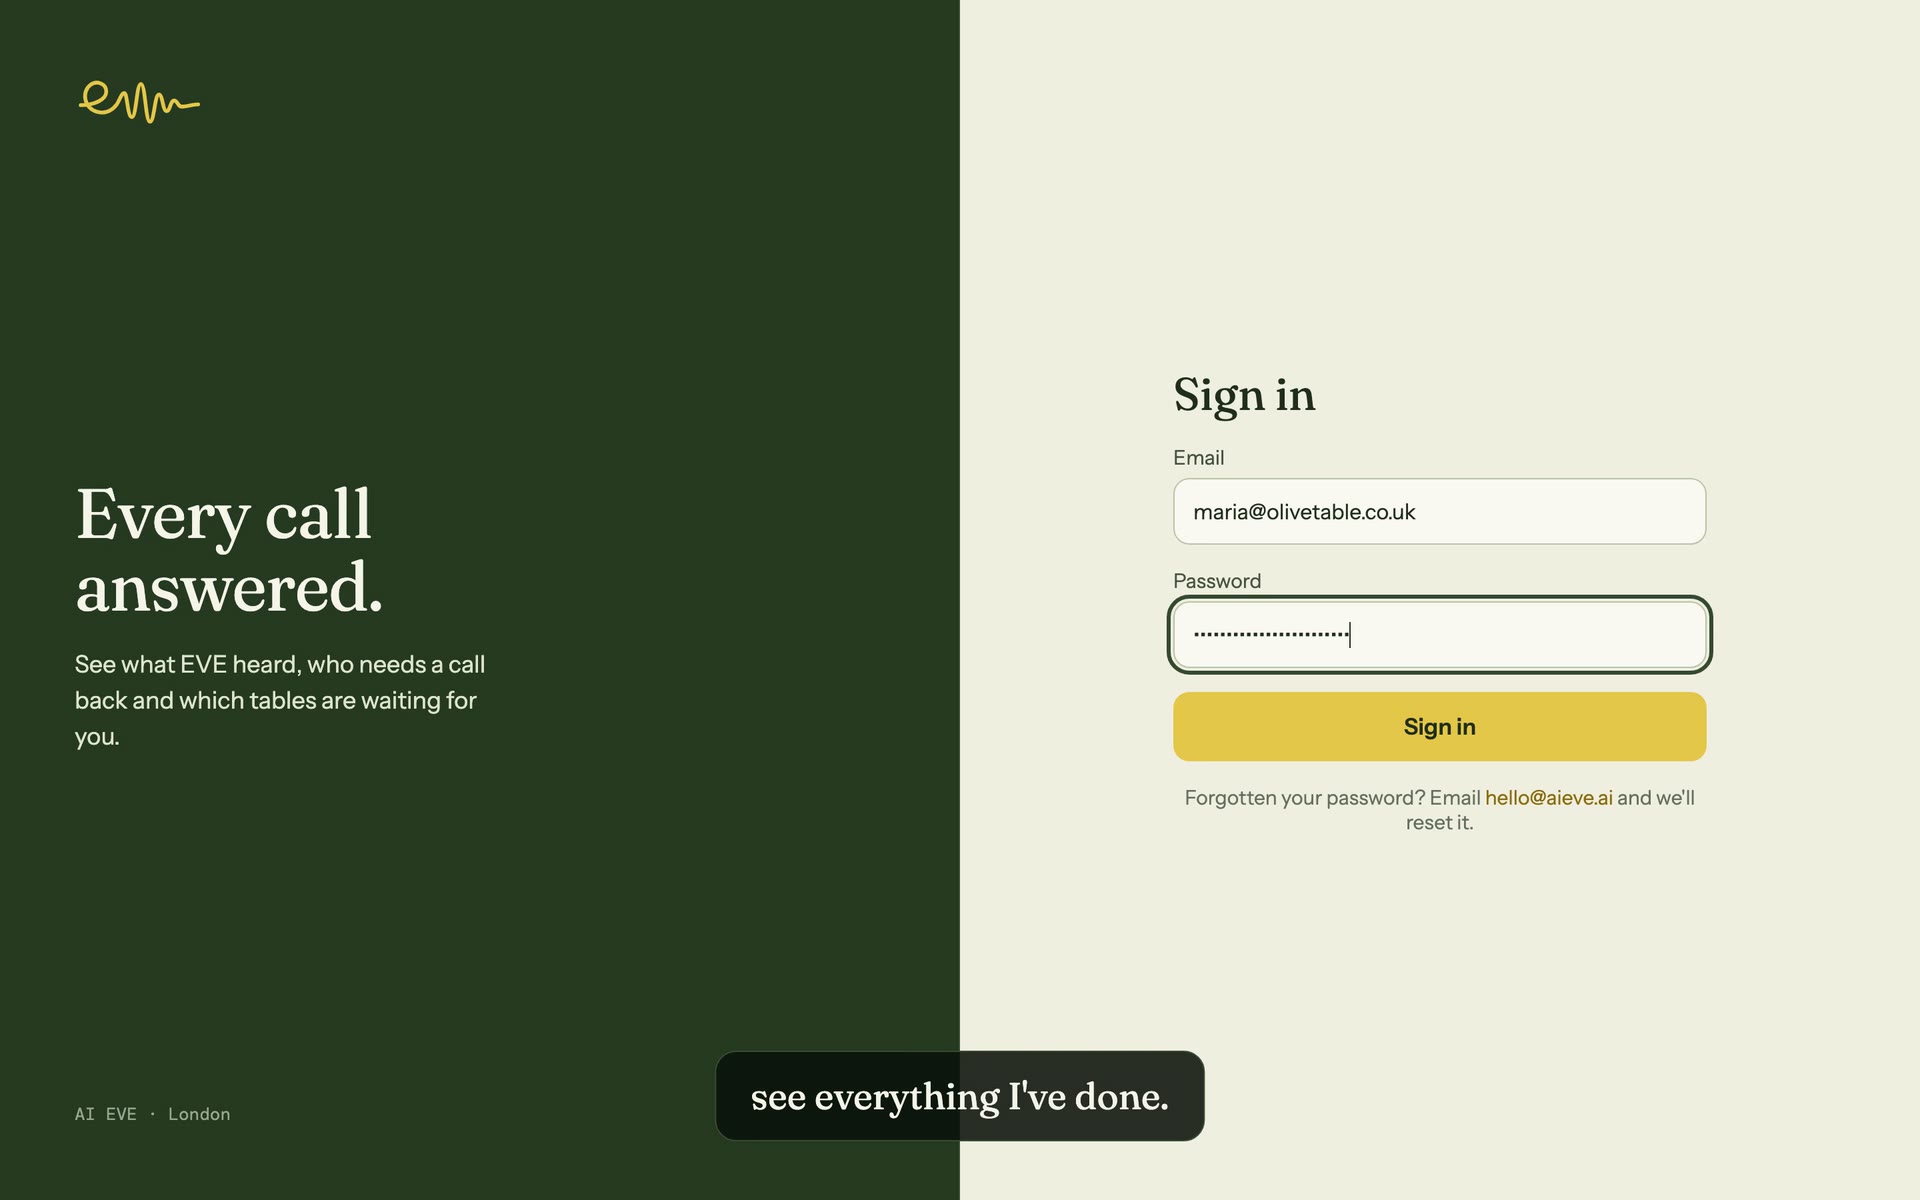 Every call
answered.
See what EVE heard, who needs a call
back and which tables are waiting for
you.
AI EVE · London
Sign in
Email
maria@olivetable.co.uk
Password
Sign in
Forgotten your password? Email hello@aieve.ai and we'll
reset it.
see everything I've done.